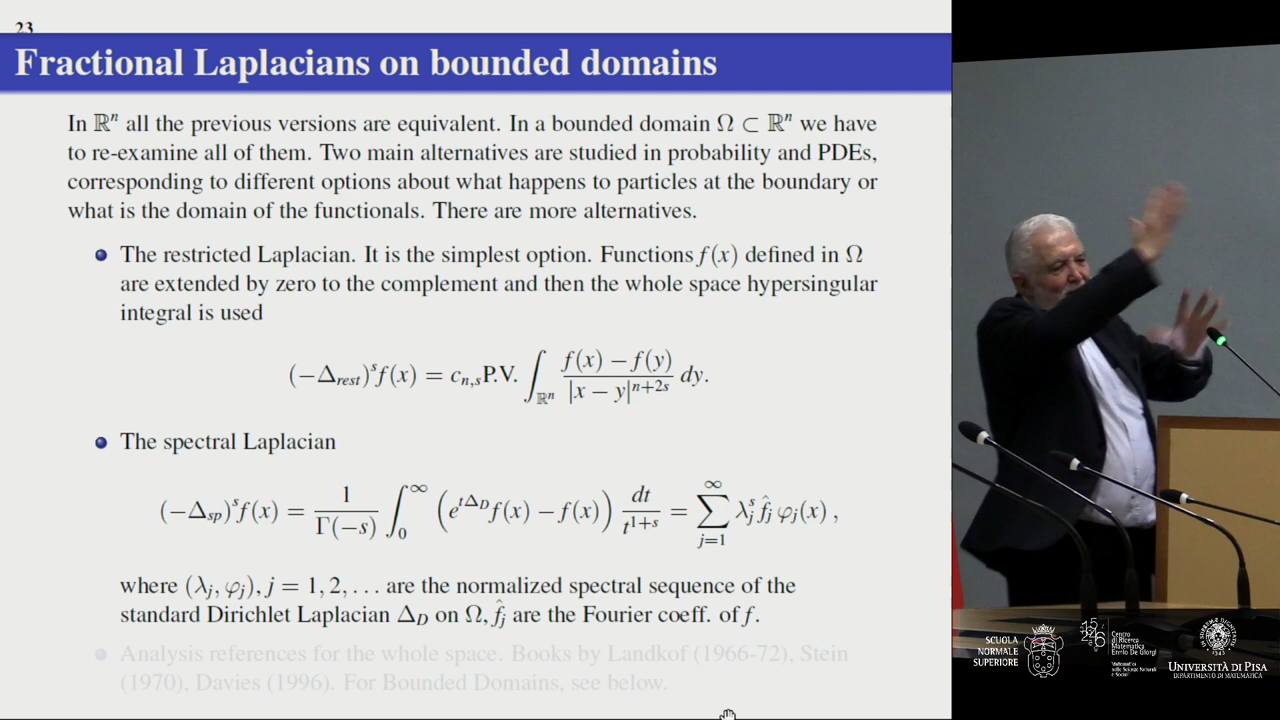 23
Fractional Laplacians on bounded domains
In ℝⁿ all the previous versions are equivalent. In a bounded domain Ω ⊂ ℝⁿ we have
to re-examine all of them. Two main alternatives are studied in probability and PDEs,
corresponding to different options about what happens to particles at the boundary or
what is the domain of the functionals. There are more alternatives.
The restricted Laplacian. It is the simplest option. Functions f(x) defined in Ω
are extended by zero to the complement and then the whole space hypersingular
integral is used
(−Δ_rest)^s f(x) = c_{n,s} P.V. ∫_{ℝⁿ} (f(x) − f(y)) / |x − y|^{n+2s} dy.
The spectral Laplacian
(−Δ_sp)^s f(x) = 1/Γ(−s) ∫_0^∞ (e^{tΔ_D} f(x) − f(x)) dt/t^{1+s} = ∑_{j=1}^∞ λ_j^s f̂_j φ_j(x) ,
where (λ_j, φ_j), j = 1, 2, . . . are the normalized spectral sequence of the
standard Dirichlet Laplacian Δ_D on Ω, f̂_j are the Fourier coeff. of f.
Analysis references for the whole space. Books by Landkof (1966-72), Stein
(1970), Davies (1996). For Bounded Domains, see below.
SCUOLA
NORMALE
SUPERIORE
Centro
di Ricerca
Matematica
Ennio De Giorgi
UNIVERSITÀ DI PISA
DIPARTIMENTO DI MATEMATICA